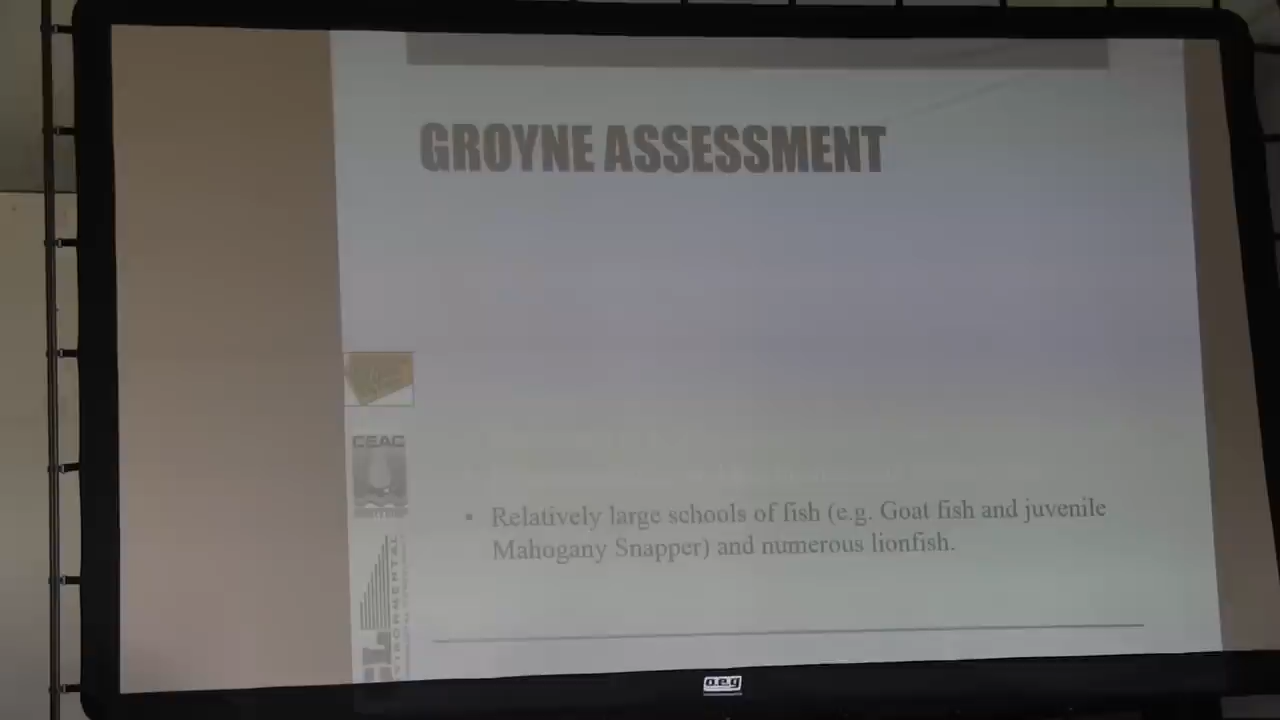 GROYNE ASSESSMENT
CEAC
• Relatively large schools of fish (e.g. Goat fish and juvenile
Mahogany Snapper) and numerous lionfish.
a.e.g